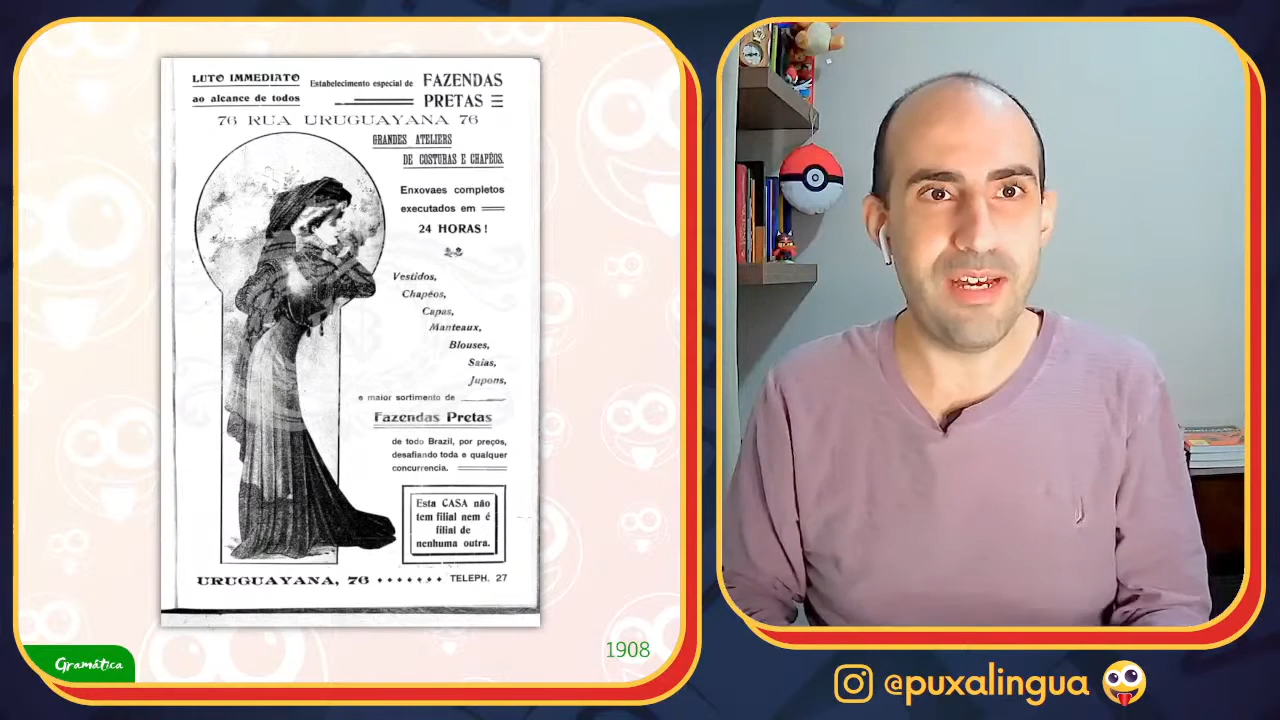 LUTO IMMEDIATO
ao alcance de todos
Estabelecimento especial de
FAZENDAS
PRETAS
76 RUA URUGUAYANA 76
GRANDES ATELIERS
DE COSTURAS E CHAPÉOS.
Enxovaes completos
executados em
24 HORAS!
Vestidos,
Chapéos,
Capas,
Manteaux,
Blouses,
Saias,
Jupons,
e maior sortimento de
Fazendas Pretas
de todo Brazil, por preços,
desafiando toda e qualquer
concurrencia.
Esta CASA não
tem filial nem é
filial de
nenhuma outra.
URUGUAYANA, 76
TELEPH. 27
1908
Gramática
@puxalingua